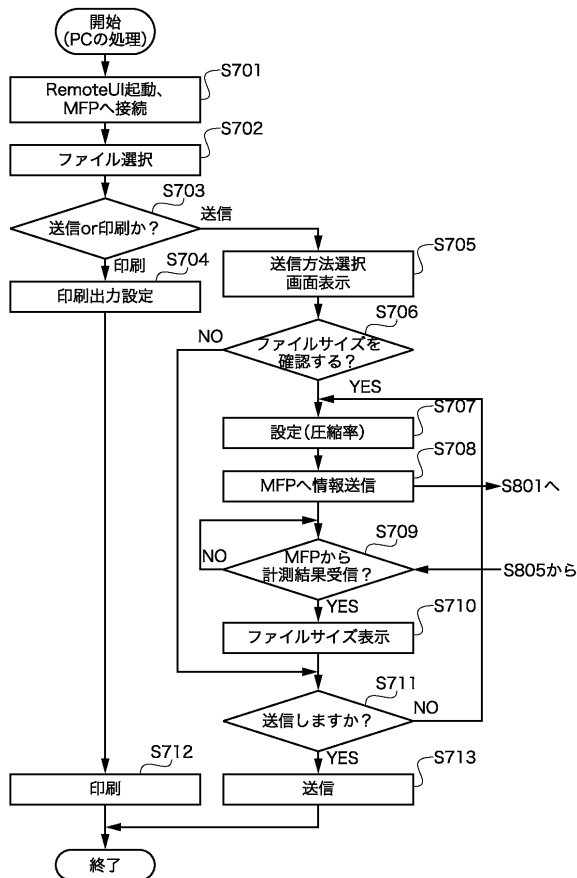 開始
(PCの処理)
S701
RemoteUI起動、
MFPへ接続
S702
ファイル選択
S703
送信or印刷か？
送信
印刷
S704
印刷出力設定
S705
送信方法選択
画面表示
S706
ファイルサイズを
確認する？
NO
YES
S707
設定(圧縮率)
S708
MFPへ情報送信
S801へ
S709
MFPから
計測結果受信？
NO
S805から
YES
S710
ファイルサイズ表示
S711
送信しますか？
NO
YES
S712
印刷
S713
送信
終了